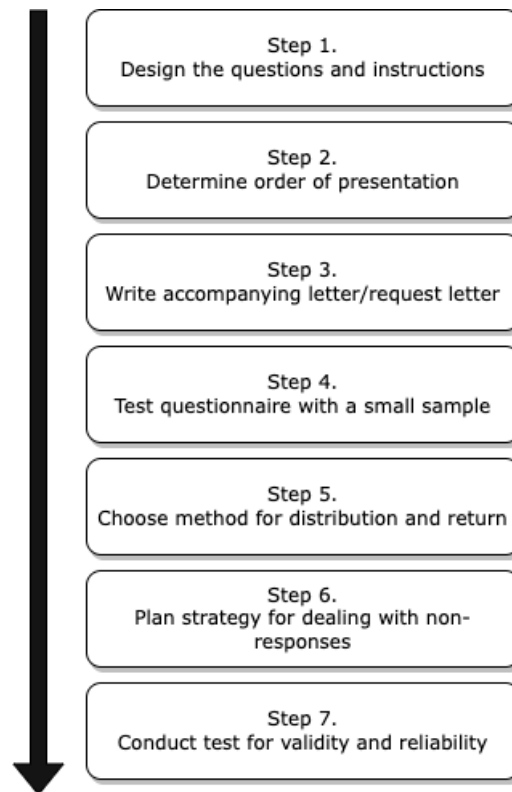 Step 1.
Design the questions and instructions
Step 2.
Determine order of presentation
Step 3.
Write accompanying letter/request letter
Step 4.
Test questionnaire with a small sample
Step 5.
Choose method for distribution and return
Step 6.
Plan strategy for dealing with non-
responses
Step 7.
Conduct test for validity and reliability